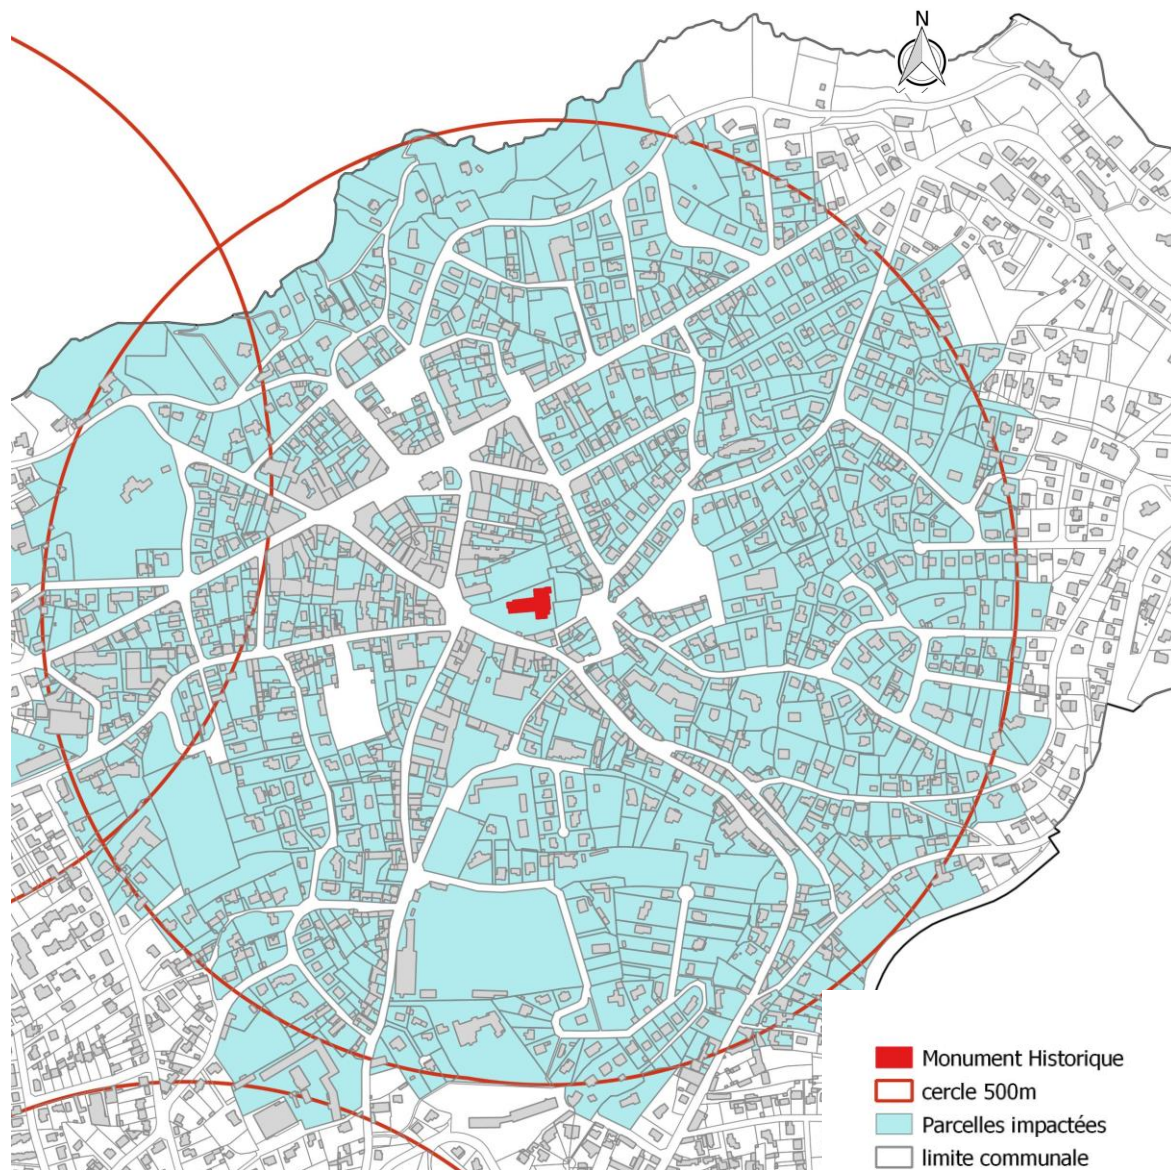 N
Monument Historique
cercle 500m
Parcelles impactées
limite communale